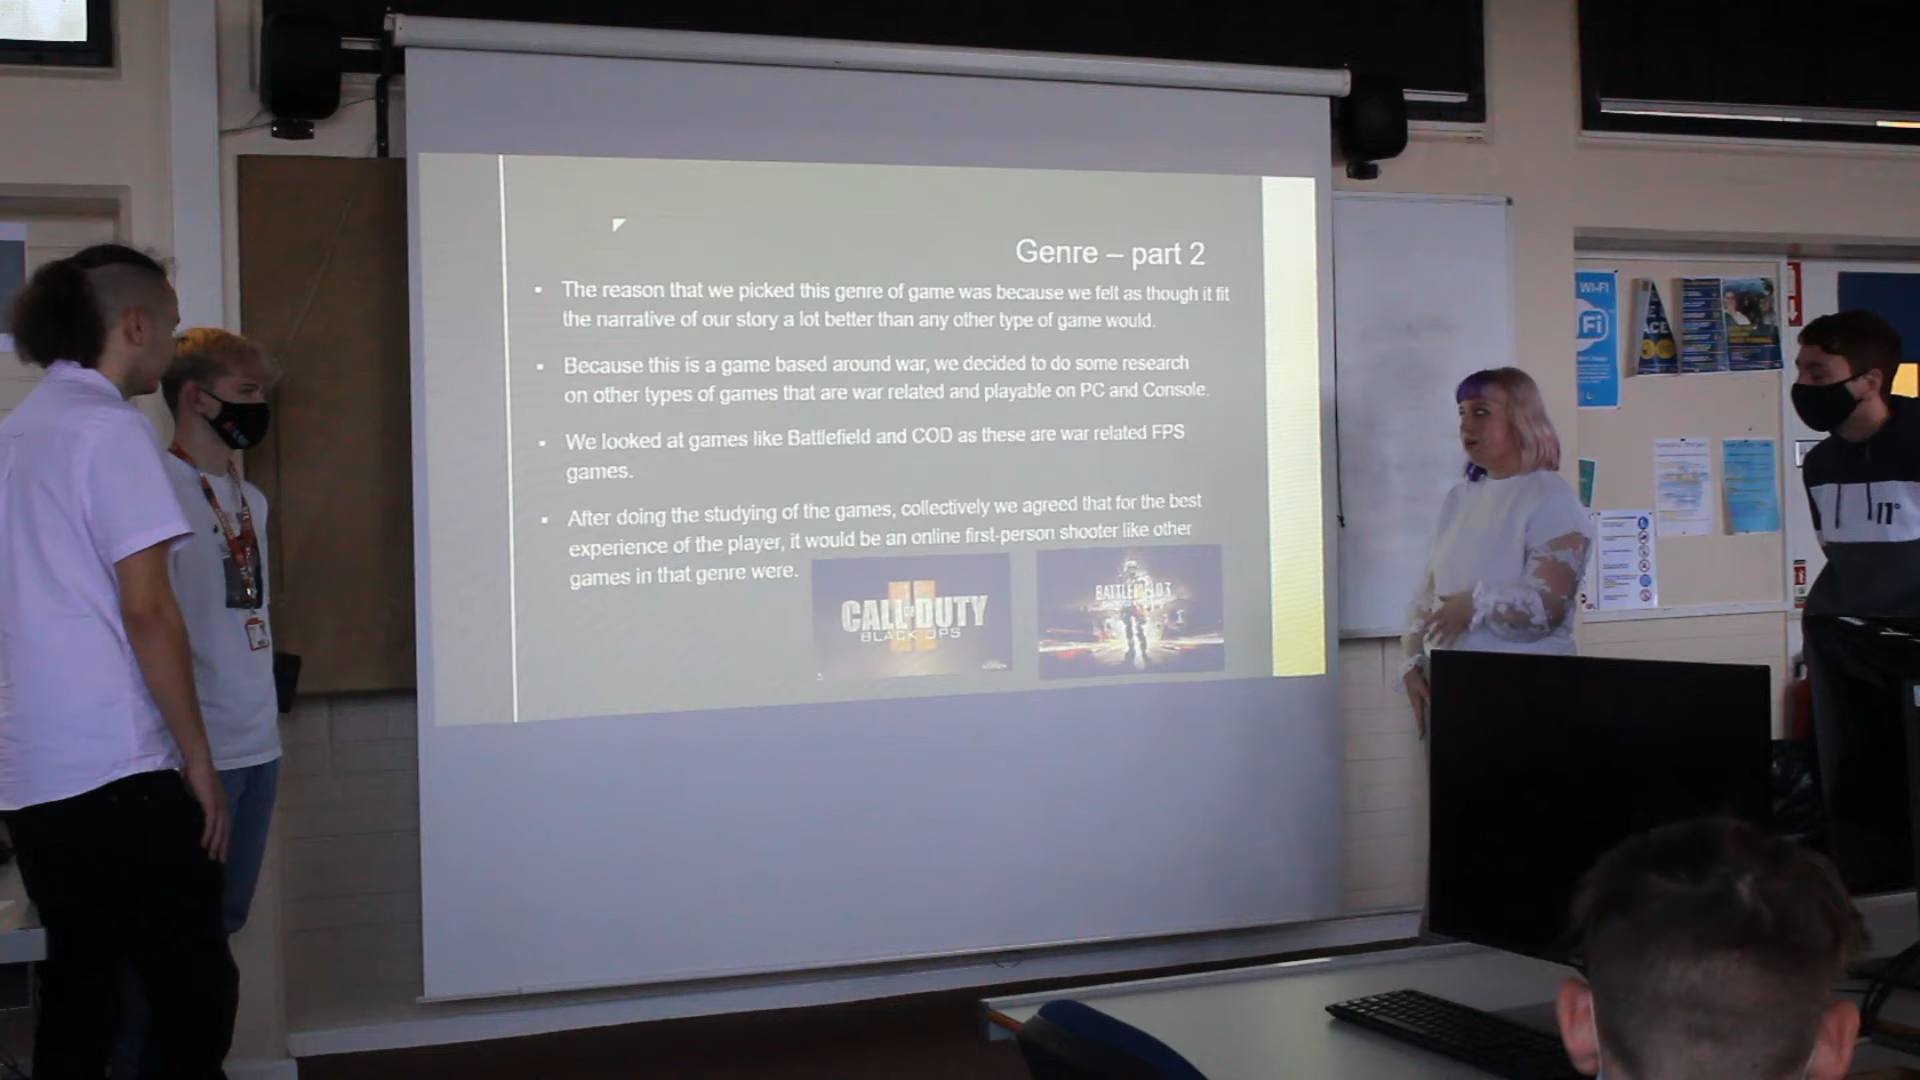 Genre – part 2
▪ The reason that we picked this genre of game was because we felt as though it fit
the narrative of our story a lot better than any other type of game would.
▪ Because this is a game based around war, we decided to do some research
on other types of games that are war related and playable on PC and Console.
▪ We looked at games like Battlefield and COD as these are war related FPS
games.
▪ After doing the studying of the games, collectively we agreed that for the best
experience of the player, it would be an online first-person shooter like other
games in that genre were.
CALL OF DUTY
BLACK OPS
II
BATTLEFIELD 3
WI-FI
Fi
11°